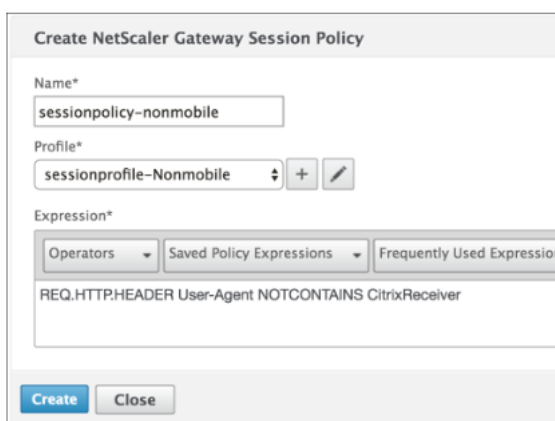 Create NetScaler Gateway Session Policy
Name*
sessionpolicy-nonmobile
Profile*
sessionprofile-Nonmobile
Expression*
Operators Saved Policy Expressions Frequently Used Expressio
REQ.HTTP.HEADER User-Agent NOTCONTAINS CitrixReceiver
Create Close